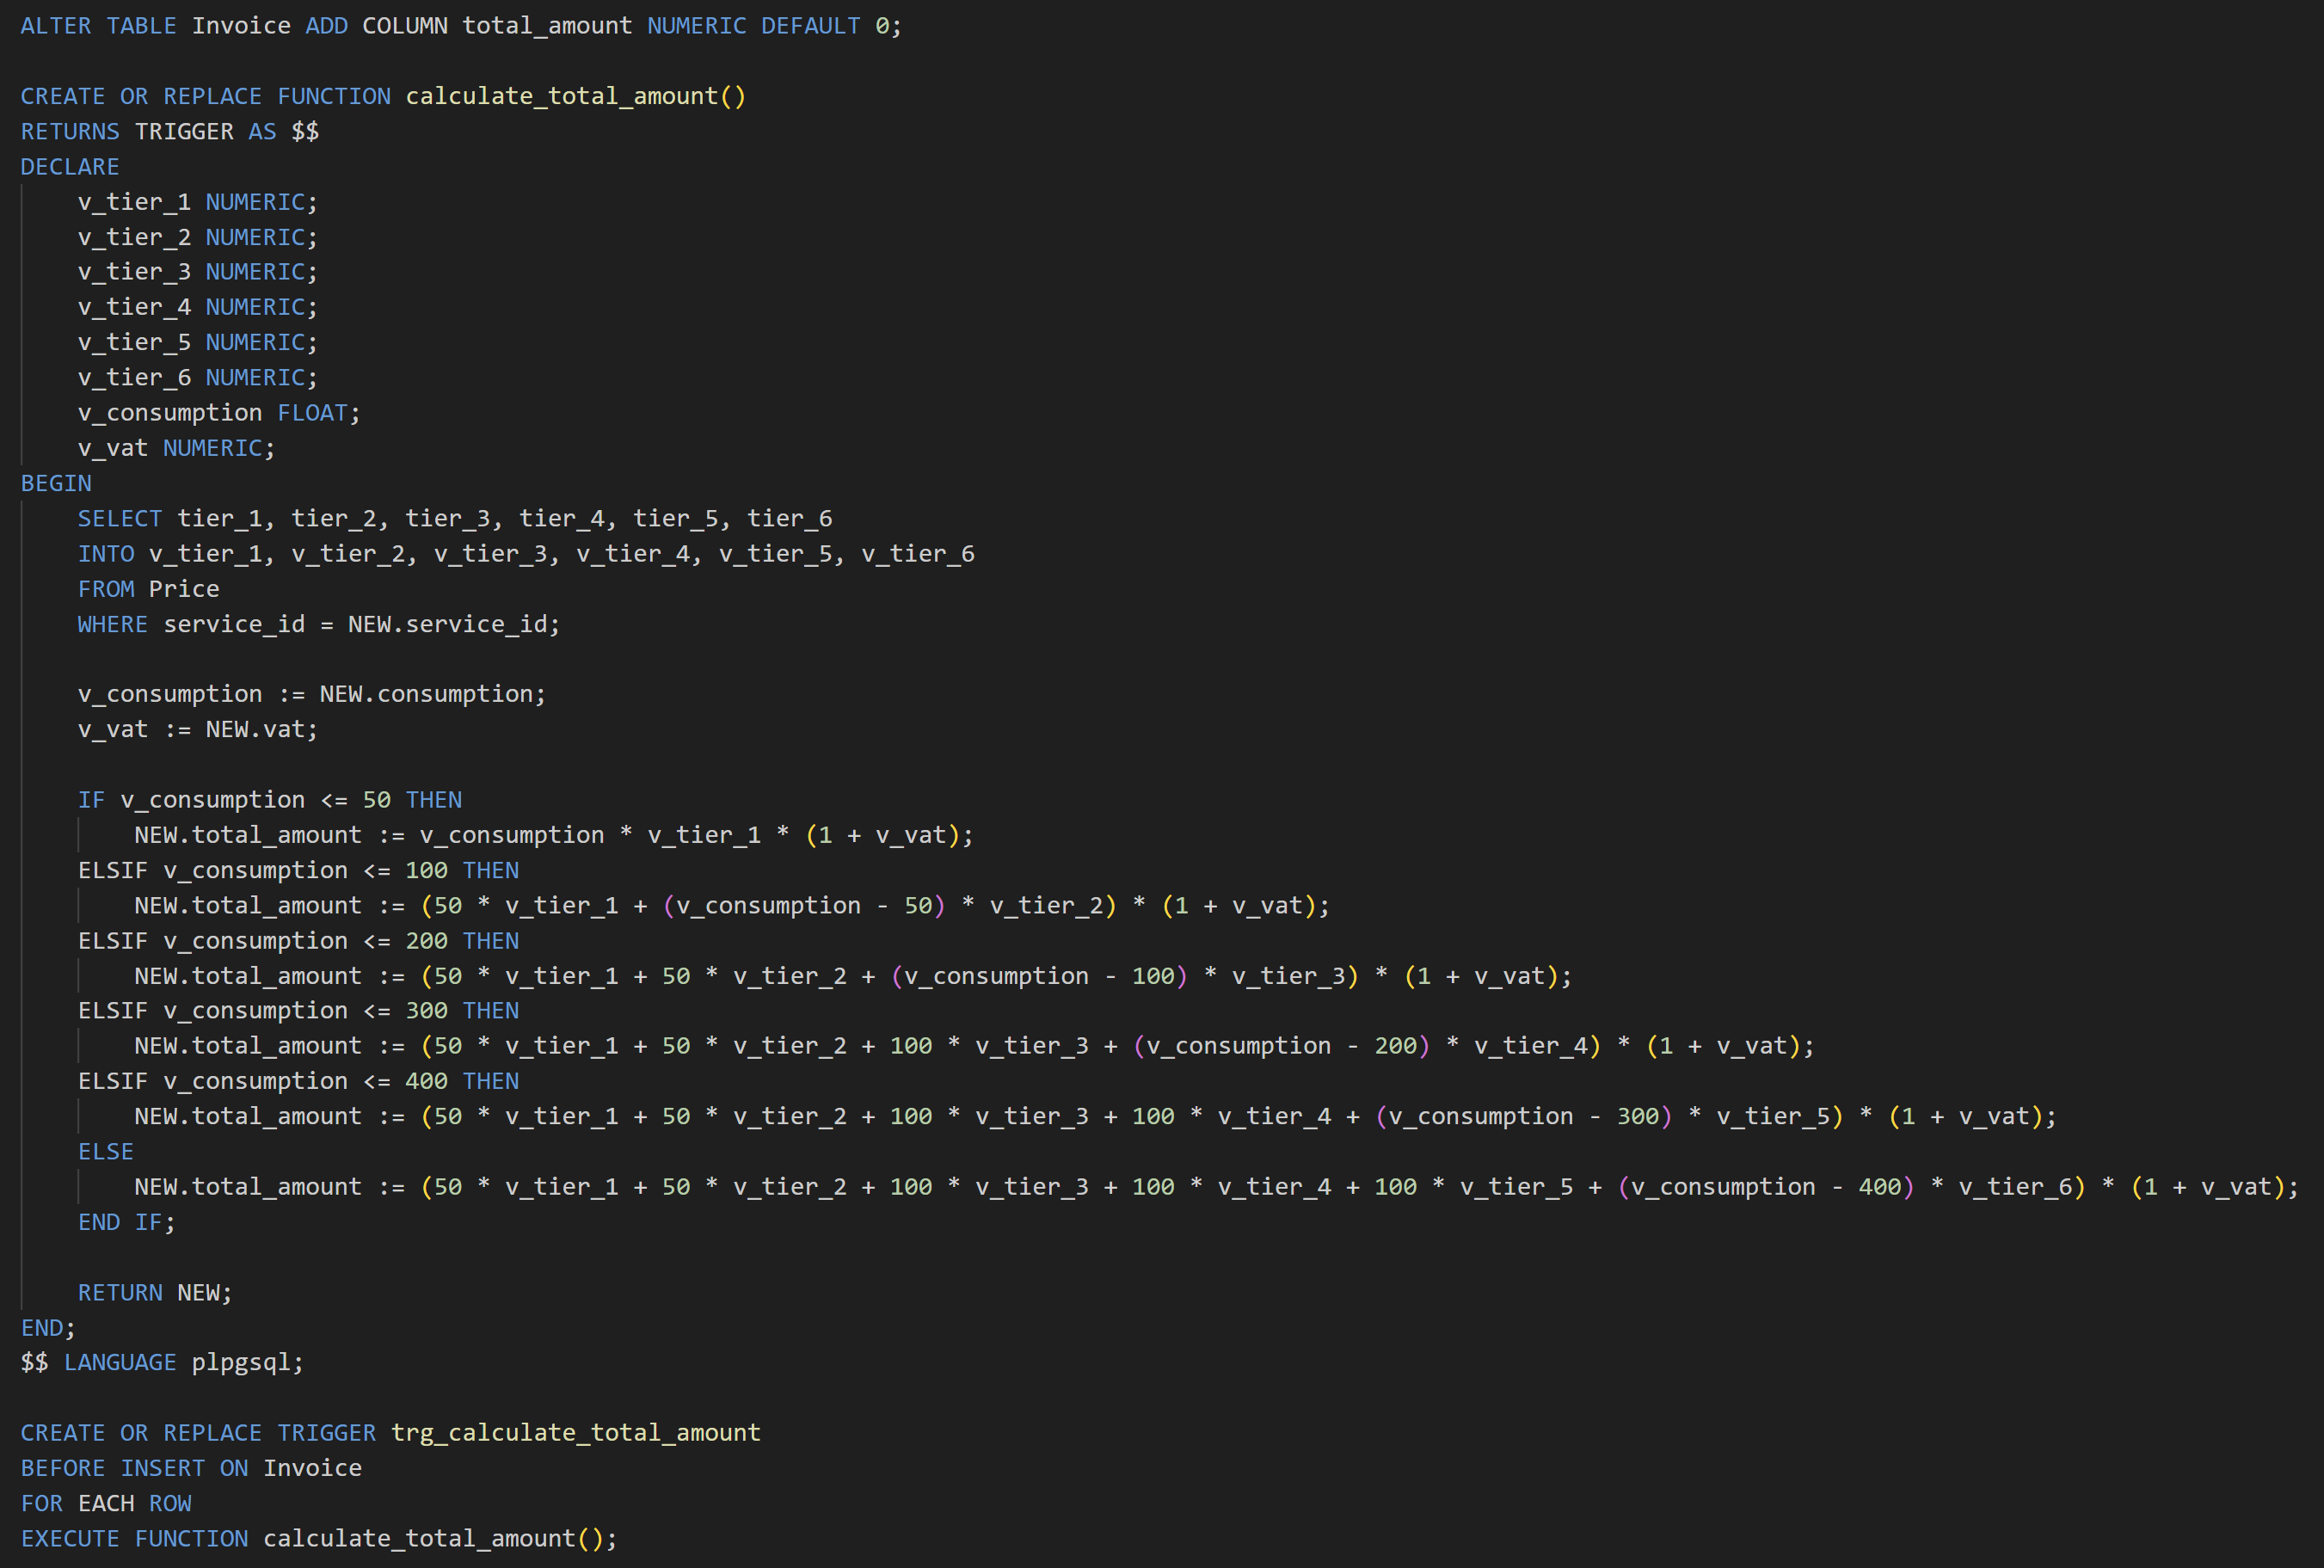 ALTER TABLE Invoice ADD COLUMN total_amount NUMERIC DEFAULT 0;
CREATE OR REPLACE FUNCTION calculate_total_amount()
RETURNS TRIGGER AS $$
DECLARE
v_tier_1 NUMERIC;
v_tier_2 NUMERIC;
v_tier_3 NUMERIC;
v_tier_4 NUMERIC;
v_tier_5 NUMERIC;
v_tier_6 NUMERIC;
v_consumption FLOAT;
v_vat NUMERIC;
BEGIN
SELECT tier_1, tier_2, tier_3, tier_4, tier_5, tier_6
INTO v_tier_1, v_tier_2, v_tier_3, v_tier_4, v_tier_5, v_tier_6
FROM Price
WHERE service_id = NEW.service_id;
v_consumption := NEW.consumption;
v_vat := NEW.vat;
IF v_consumption <= 50 THEN
NEW.total_amount := v_consumption * v_tier_1 * (1 + v_vat);
ELSIF v_consumption <= 100 THEN
NEW.total_amount := (50 * v_tier_1 + (v_consumption - 50) * v_tier_2) * (1 + v_vat);
ELSIF v_consumption <= 200 THEN
NEW.total_amount := (50 * v_tier_1 + 50 * v_tier_2 + (v_consumption - 100) * v_tier_3) * (1 + v_vat);
ELSIF v_consumption <= 300 THEN
NEW.total_amount := (50 * v_tier_1 + 50 * v_tier_2 + 100 * v_tier_3 + (v_consumption - 200) * v_tier_4) * (1 + v_vat);
ELSIF v_consumption <= 400 THEN
NEW.total_amount := (50 * v_tier_1 + 50 * v_tier_2 + 100 * v_tier_3 + 100 * v_tier_4 + (v_consumption - 300) * v_tier_5) * (1 + v_vat);
ELSE
NEW.total_amount := (50 * v_tier_1 + 50 * v_tier_2 + 100 * v_tier_3 + 100 * v_tier_4 + 100 * v_tier_5 + (v_consumption - 400) * v_tier_6) * (1 + v_vat);
END IF;
RETURN NEW;
END;
$$ LANGUAGE plpgsql;
CREATE OR REPLACE TRIGGER trg_calculate_total_amount
BEFORE INSERT ON Invoice
FOR EACH ROW
EXECUTE FUNCTION calculate_total_amount();